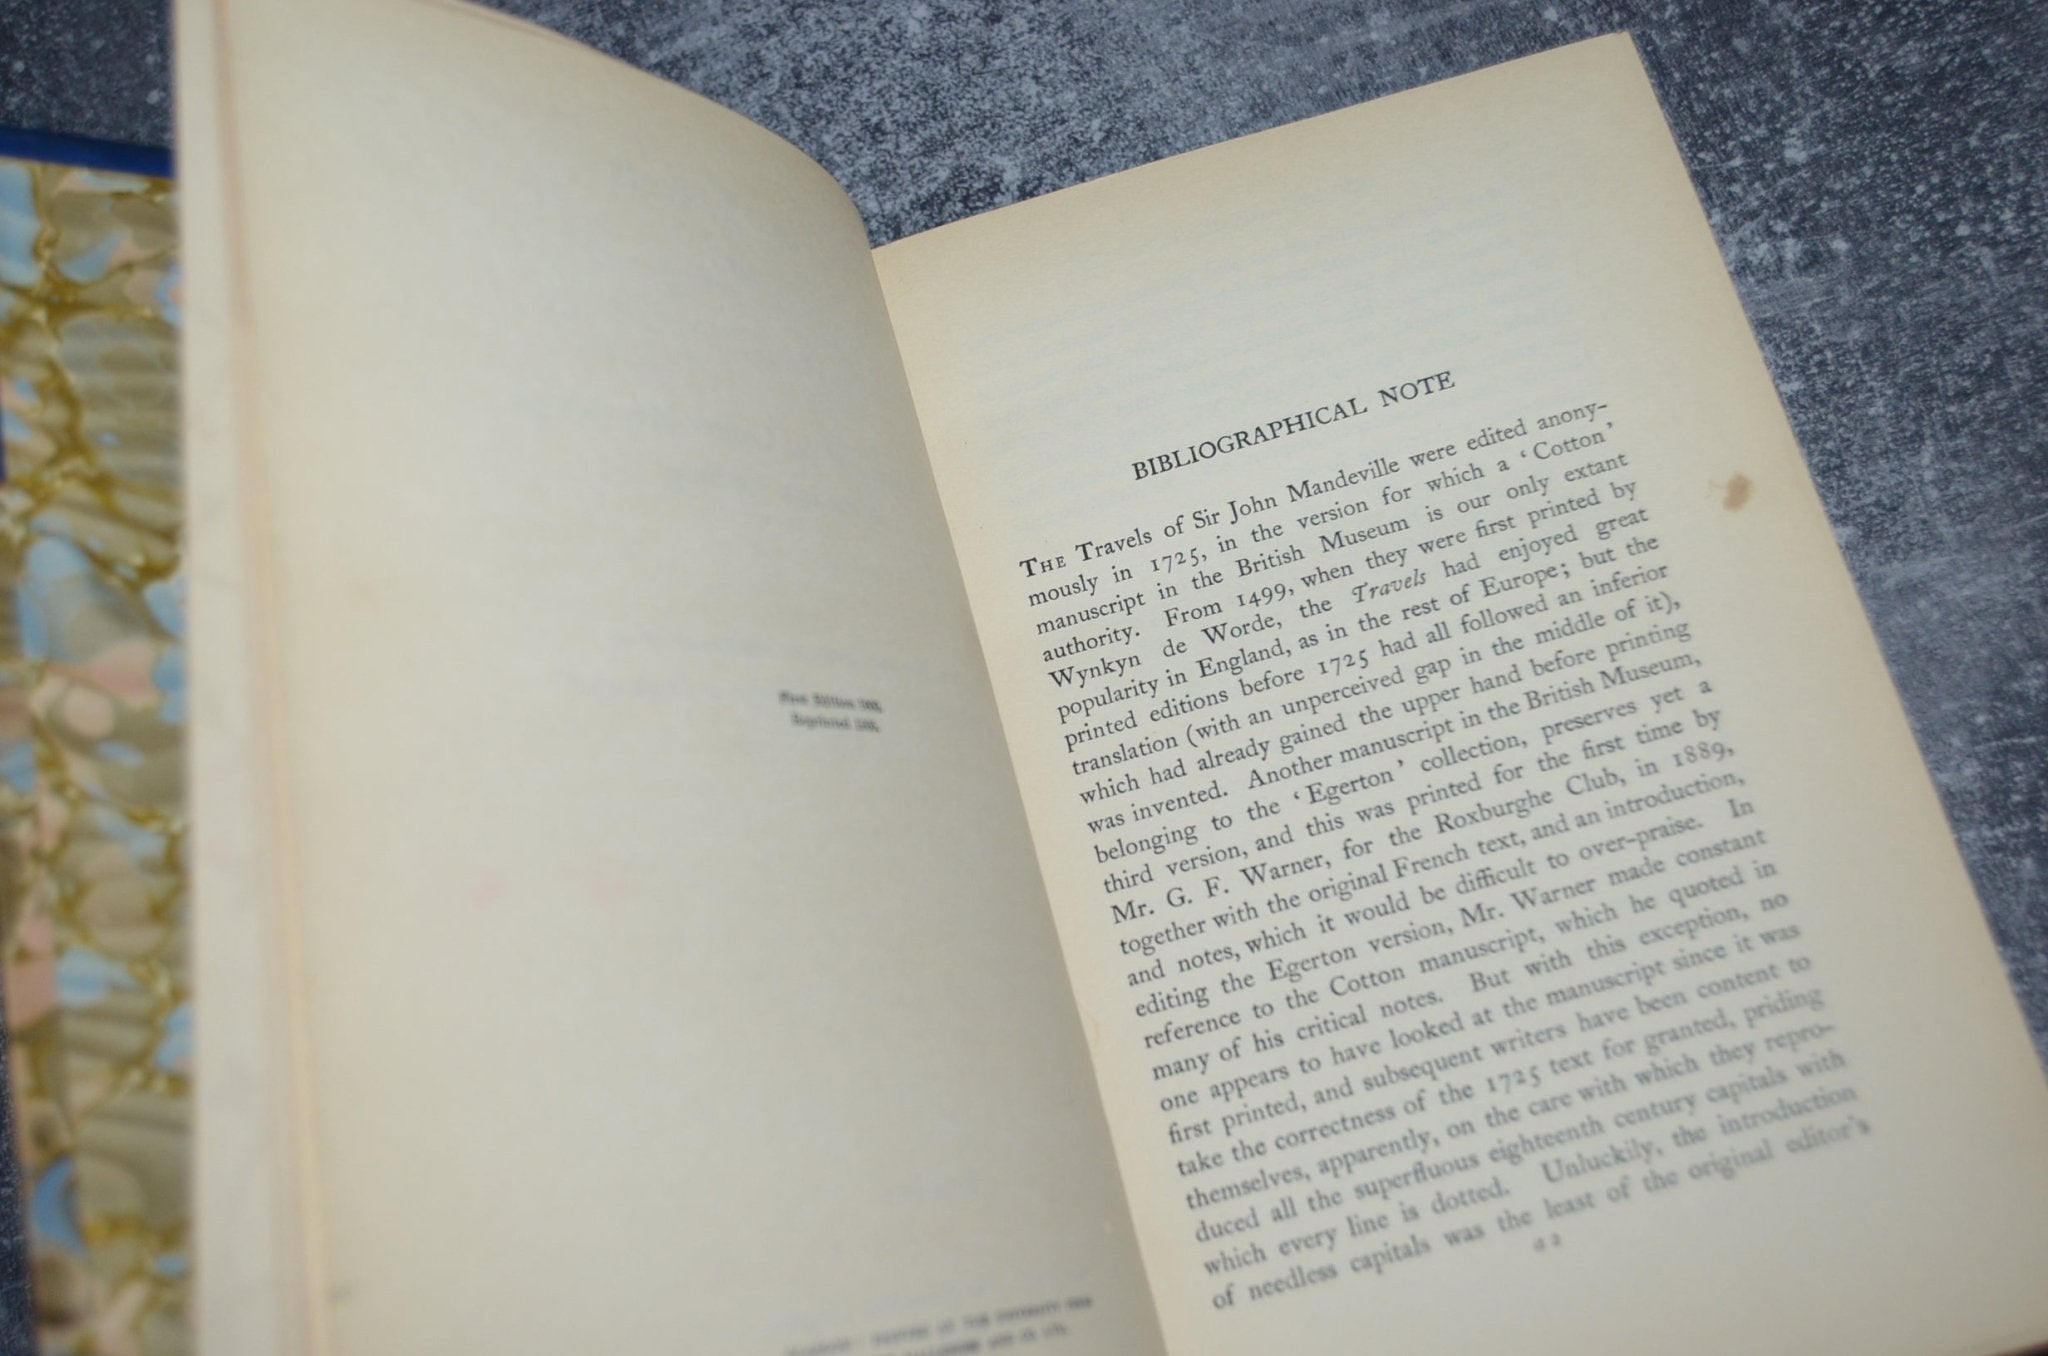 First Edition
Reprinted
BIBLIOGRAPHICAL NOTE
THE Travels of Sir John Mandeville were edited anony-
mously in 1725, in the version for which a ‘Cotton’
manuscript in the British Museum is our only extant
authority. From 1499, when they were first printed by
Wynkyn de Worde, the Travels had enjoyed great
popularity in England, as in the rest of Europe; but the
printed editions before 1725 had all followed an inferior
translation (with an unperceived gap in the middle of it),
which had already gained the upper hand before printing
was invented. Another manuscript in the British Museum,
belonging to the ‘Egerton’ collection, preserves yet a
third version, and this was printed for the first time by
Mr. G. F. Warner, for the Roxburghe Club, in 1889,
together with the original French text, and an introduction,
and notes, which it would be difficult to over-praise. In
editing the Egerton version, Mr. Warner made constant
reference to the Cotton manuscript, which he quoted in
many of his critical notes. But with this exception, no
one appears to have looked at the manuscript since it was
first printed, and subsequent writers have been content to
take the correctness of the 1725 text for granted, priding
themselves, apparently, on the care with which they repro-
duced all the superfluous eighteenth century capitals with
which every line is dotted. Unluckily, the introduction
of needless capitals was the least of the original editor's
a 2